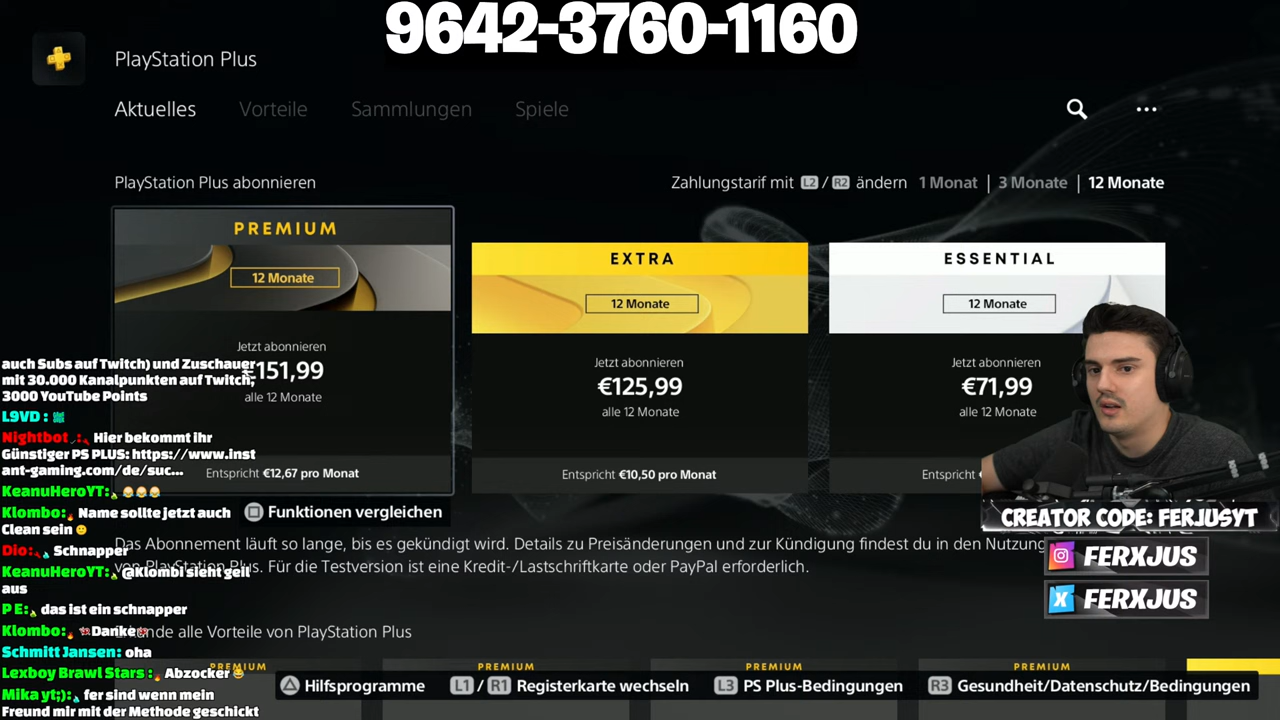 9642-3760-1160
PlayStation Plus
Aktuelles Vorteile Sammlungen Spiele
PlayStation Plus abonnieren
Zahlungstarif mit L2 / R2 ändern 1 Monat | 3 Monate | 12 Monate
PREMIUM
12 Monate
Jetzt abonnieren
€151,99
alle 12 Monate
Entspricht €12,67 pro Monat
EXTRA
12 Monate
Jetzt abonnieren
€125,99
alle 12 Monate
Entspricht €10,50 pro Monat
ESSENTIAL
12 Monate
Jetzt abonnieren
€71,99
alle 12 Monate
Funktionen vergleichen
Das Abonnement läuft so lange, bis es gekündigt wird. Details zu Preisänderungen und zur Kündigung findest du in den
PlayStation Plus. Für die Testversion ist eine Kredit-/Lastschriftkarte oder PayPal erforderlich.
alle Vorteile von PlayStation Plus
PREMIUM PREMIUM PREMIUM PREMIUM
Hilfsprogramme L1 / R1 Registerkarte wechseln L3 PS Plus-Bedingungen R3 Gesundheit/Datenschutz/Bedingungen
auch Subs auf Twitch) und Zuschauer
mit 30.000 Kanalpunkten auf Twitch,
3000 YouTube Points
L9VD :
Nightbot : Hier bekommt ihr
Günstiger PS PLUS: https://www.inst
ant-gaming.com/de/suc...
KeanuHeroYT: 😂😂😂
Klombo: Name sollte jetzt auch
Clean sein 🙂
Dio: Schnapper
KeanuHeroYT: @Klombi sieht geil
aus
P E: das ist ein schnapper
Klombo: Danke
Schmitt Jansen: oha
Lexboy Brawl Stars : Abzocker
Mika yt;): fer sind wenn mein
Freund mir mit der Methode geschickt
CREATOR CODE: FERJUSYT
FERXJUS
FERXJUS